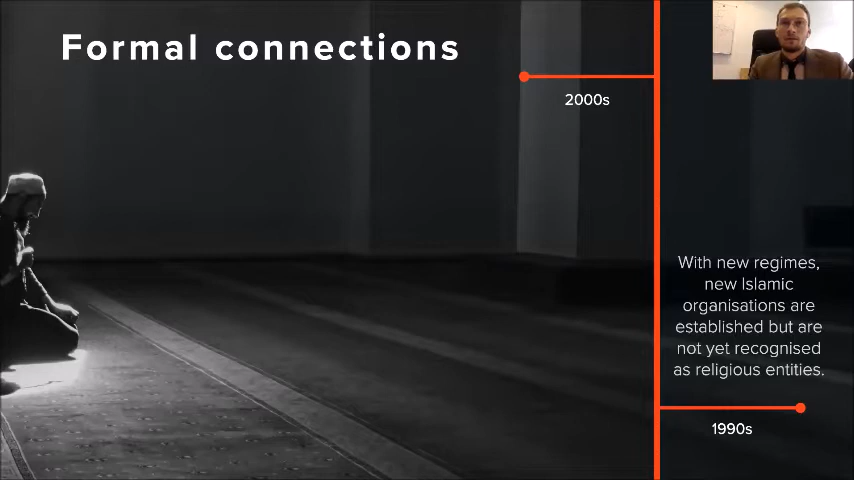 Formal connections
2000s
With new regimes,
new Islamic
organisations are
established but are
not yet recognised
as religious entities.
1990s